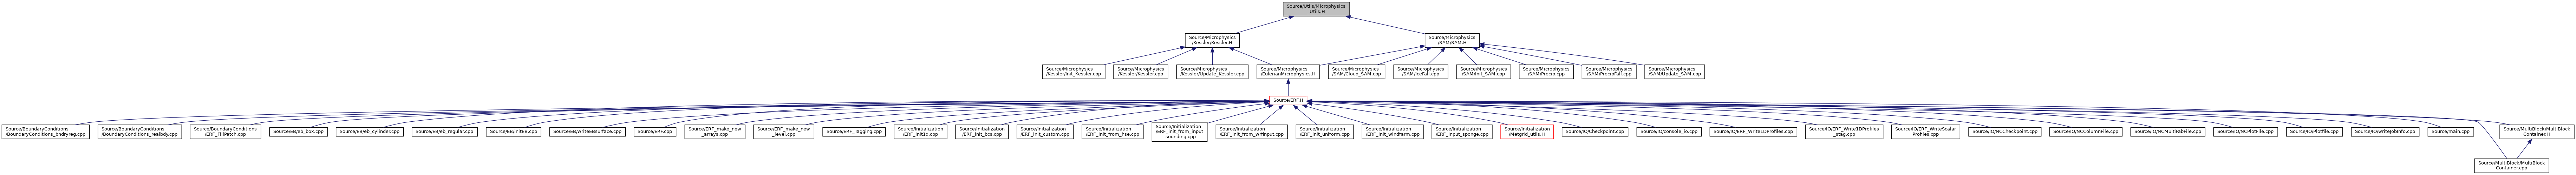 Source/Utils/Microphysics
_Utils.H
Source/Microphysics
/Kessler/Kessler.H
Source/Microphysics
/SAM/SAM.H
Source/Microphysics
/Kessler/Init_Kessler.cpp
Source/Microphysics
/Kessler/Kessler.cpp
Source/Microphysics
/Kessler/Update_Kessler.cpp
Source/Microphysics
/EulerianMicrophysics.H
Source/Microphysics
/SAM/Cloud_SAM.cpp
Source/Microphysics
/SAM/IceFall.cpp
Source/Microphysics
/SAM/Init_SAM.cpp
Source/Microphysics
/SAM/Precip.cpp
Source/Microphysics
/SAM/PrecipFall.cpp
Source/Microphysics
/SAM/Update_SAM.cpp
Source/ERF.H
Source/BoundaryConditions
/BoundaryConditions_bndryreg.cpp
Source/BoundaryConditions
/BoundaryConditions_realbdy.cpp
Source/BoundaryConditions
/ERF_FillPatch.cpp
Source/EB/eb_box.cpp
Source/EB/eb_cylinder.cpp
Source/EB/eb_regular.cpp
Source/EB/initEB.cpp
Source/EB/writeEBsurface.cpp
Source/ERF.cpp
Source/ERF_make_new
_arrays.cpp
Source/ERF_make_new
_level.cpp
Source/ERF_Tagging.cpp
Source/Initialization
/ERF_init1d.cpp
Source/Initialization
/ERF_init_bcs.cpp
Source/Initialization
/ERF_init_custom.cpp
Source/Initialization
/ERF_init_from_hse.cpp
Source/Initialization
/ERF_init_from_input
_sounding.cpp
Source/Initialization
/ERF_init_from_wrfinput.cpp
Source/Initialization
/ERF_init_uniform.cpp
Source/Initialization
/ERF_init_windfarm.cpp
Source/Initialization
/ERF_input_sponge.cpp
Source/Initialization
/Metgrid_utils.H
Source/IO/Checkpoint.cpp
Source/IO/console_io.cpp
Source/IO/ERF_Write1DProfiles.cpp
Source/IO/ERF_Write1DProfiles
_stag.cpp
Source/IO/ERF_WriteScalar
Profiles.cpp
Source/IO/NCCheckpoint.cpp
Source/IO/NCColumnFile.cpp
Source/IO/NCMultiFabFile.cpp
Source/IO/NCPlotFile.cpp
Source/IO/Plotfile.cpp
Source/IO/writeJobInfo.cpp
Source/main.cpp
Source/MultiBlock/MultiBlock
Container.H
Source/MultiBlock/MultiBlock
Container.cpp